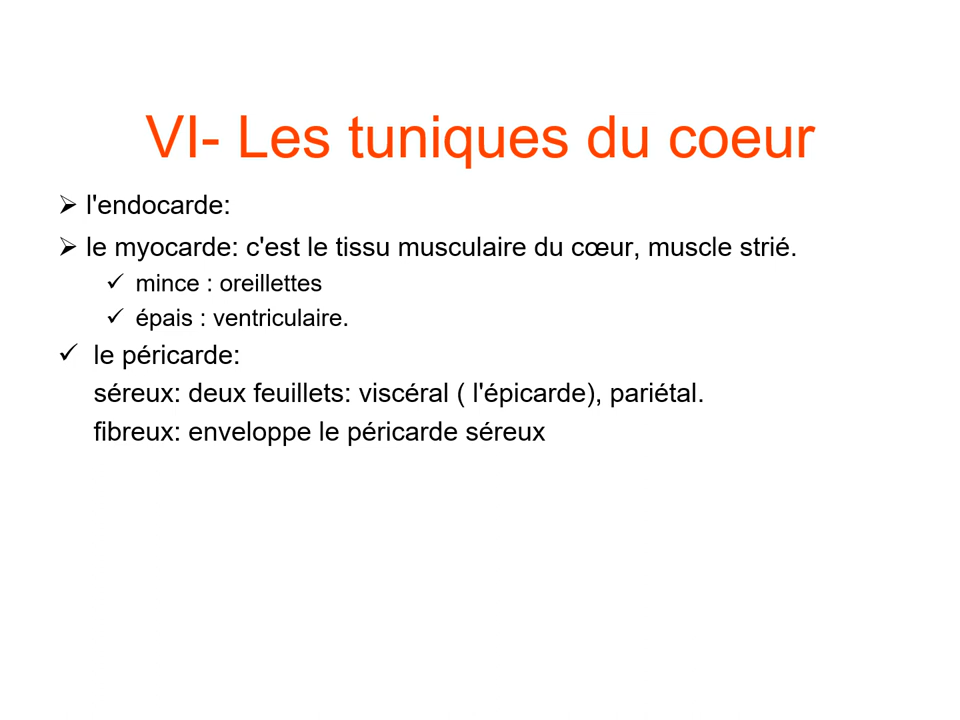 VI- Les tuniques du coeur
➢ l'endocarde:
➢ le myocarde: c'est le tissu musculaire du cœur, muscle strié.
✓ mince : oreillettes
✓ épais : ventriculaire.
✓ le péricarde:
séreux: deux feuillets: viscéral ( l'épicarde), pariétal.
fibreux: enveloppe le péricarde séreux